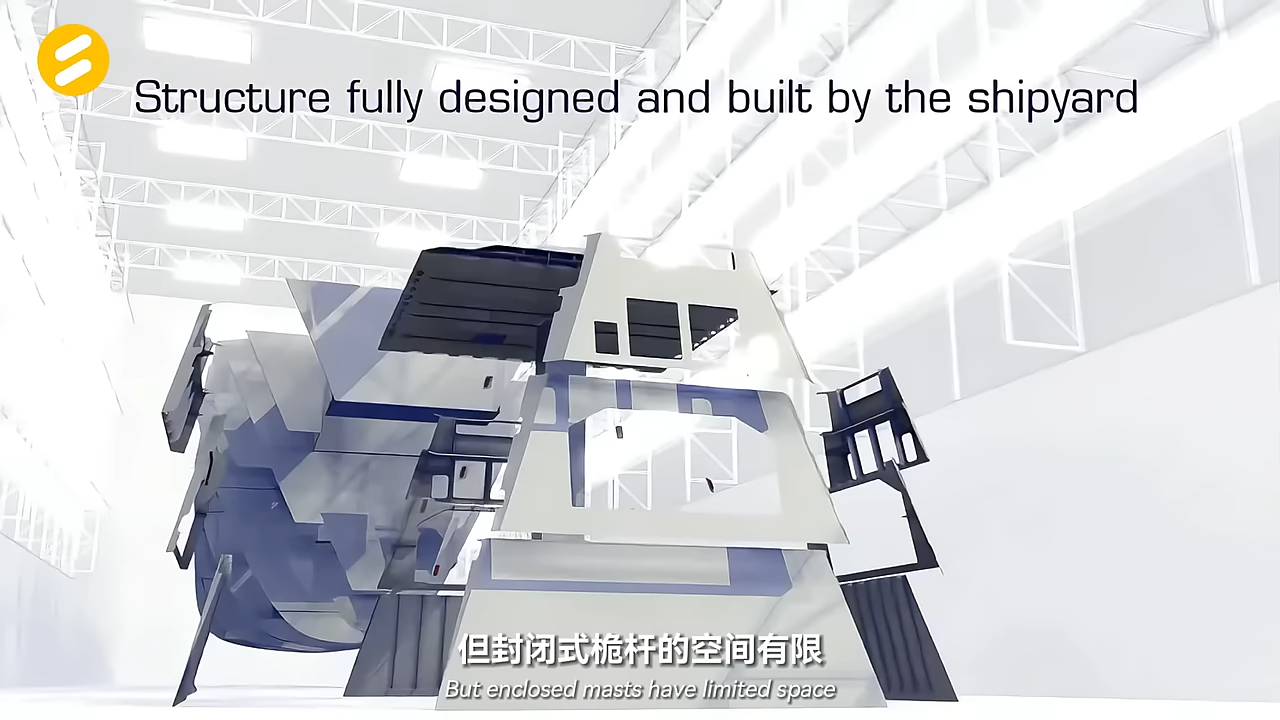 Structure fully designed and built by the shipyard
但封闭式桅杆的空间有限
But enclosed masts have limited space